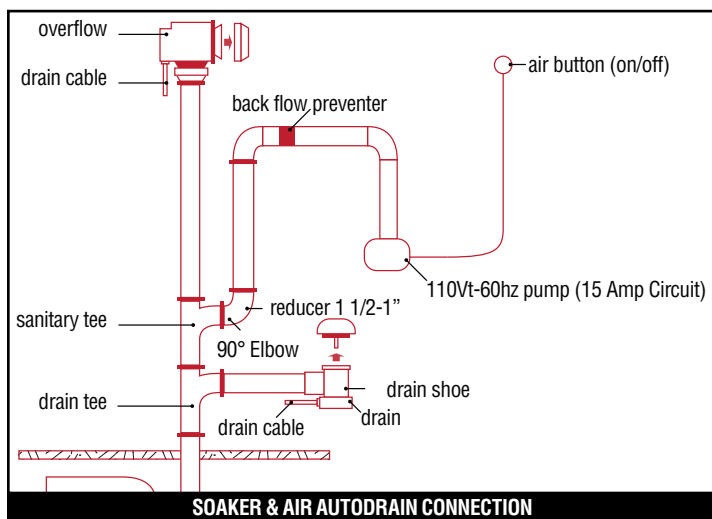 overflow
drain cable
air button (on/off)
back flow preventer
110Vt-60hz pump (15 Amp Circuit)
sanitary tee
reducer 1 1/2-1”
90° Elbow
drain tee
drain shoe
drain cable
drain
SOAKER & AIR AUTODRAIN CONNECTION